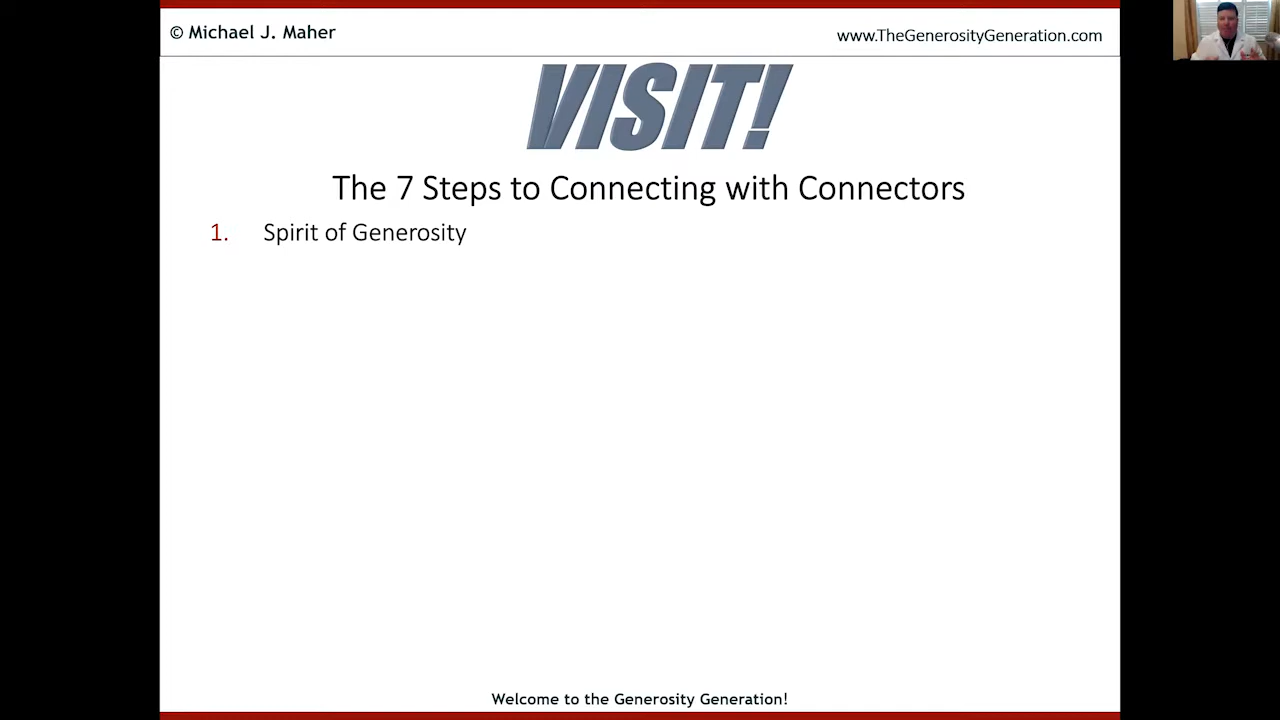 © Michael J. Maher
www.TheGenerosityGeneration.com
VISIT!
The 7 Steps to Connecting with Connectors
1. Spirit of Generosity
Welcome to the Generosity Generation!